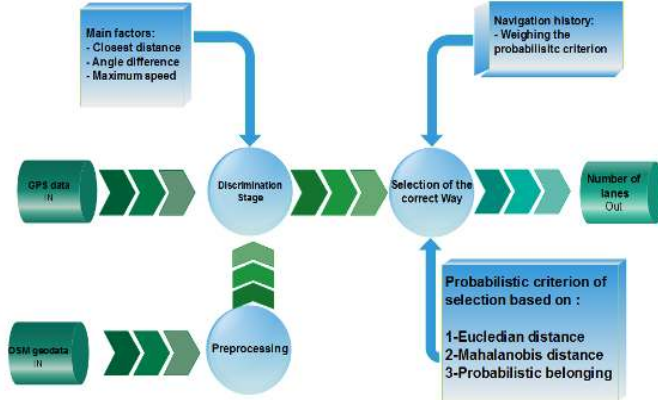 Main factors:
- Closest distance
- Angle difference
- Maximum speed
Navigation history:
- Weighing the
probabilisitc criterion
GPS data
IN
Discrimination
Stage
Selection of the
correct Way
Number of
lanes
Out
OSM geodata
IN
Preprocessing
Probabilistic criterion of
selection based on :
1-Eucledian distance
2-Mahalanobis distance
3-Probabilistic belonging